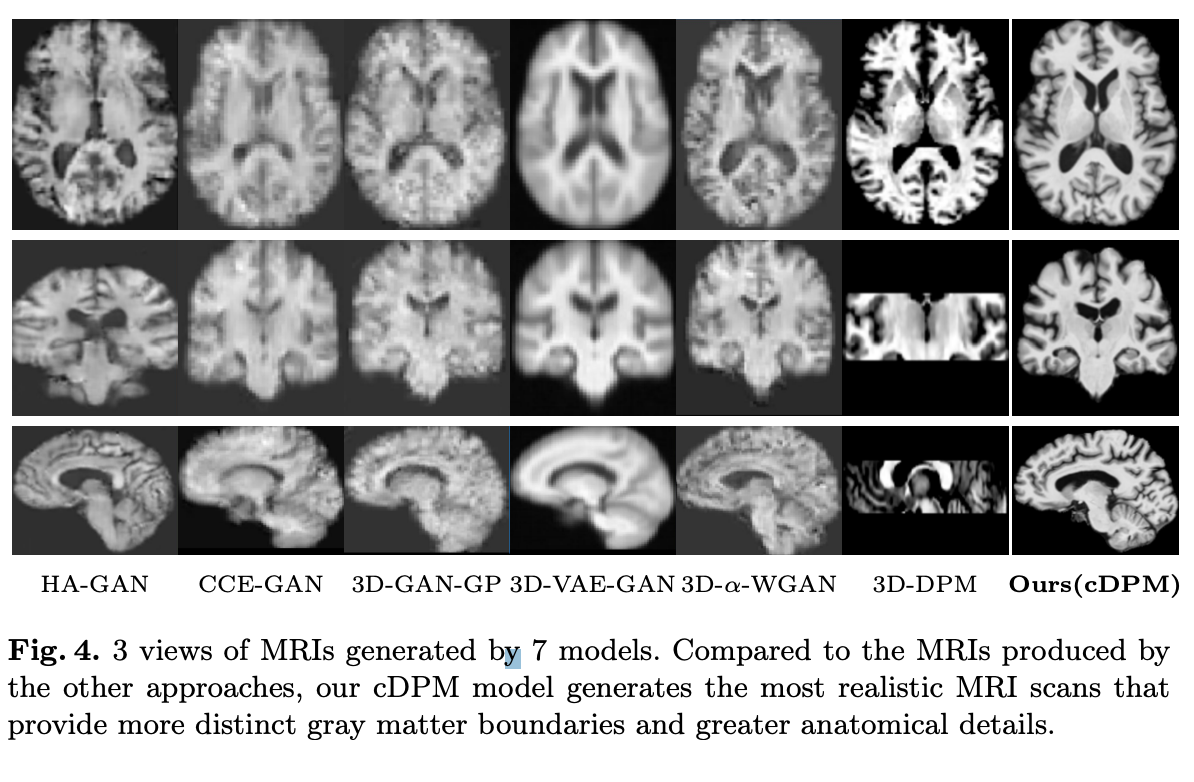 HA-GAN CCE-GAN 3D-GAN-GP 3D-VAE-GAN 3D-α-WGAN 3D-DPM Ours(cDPM)
Fig. 4. 3 views of MRIs generated by 7 models. Compared to the MRIs produced by
the other approaches, our cDPM model generates the most realistic MRI scans that
provide more distinct gray matter boundaries and greater anatomical details.